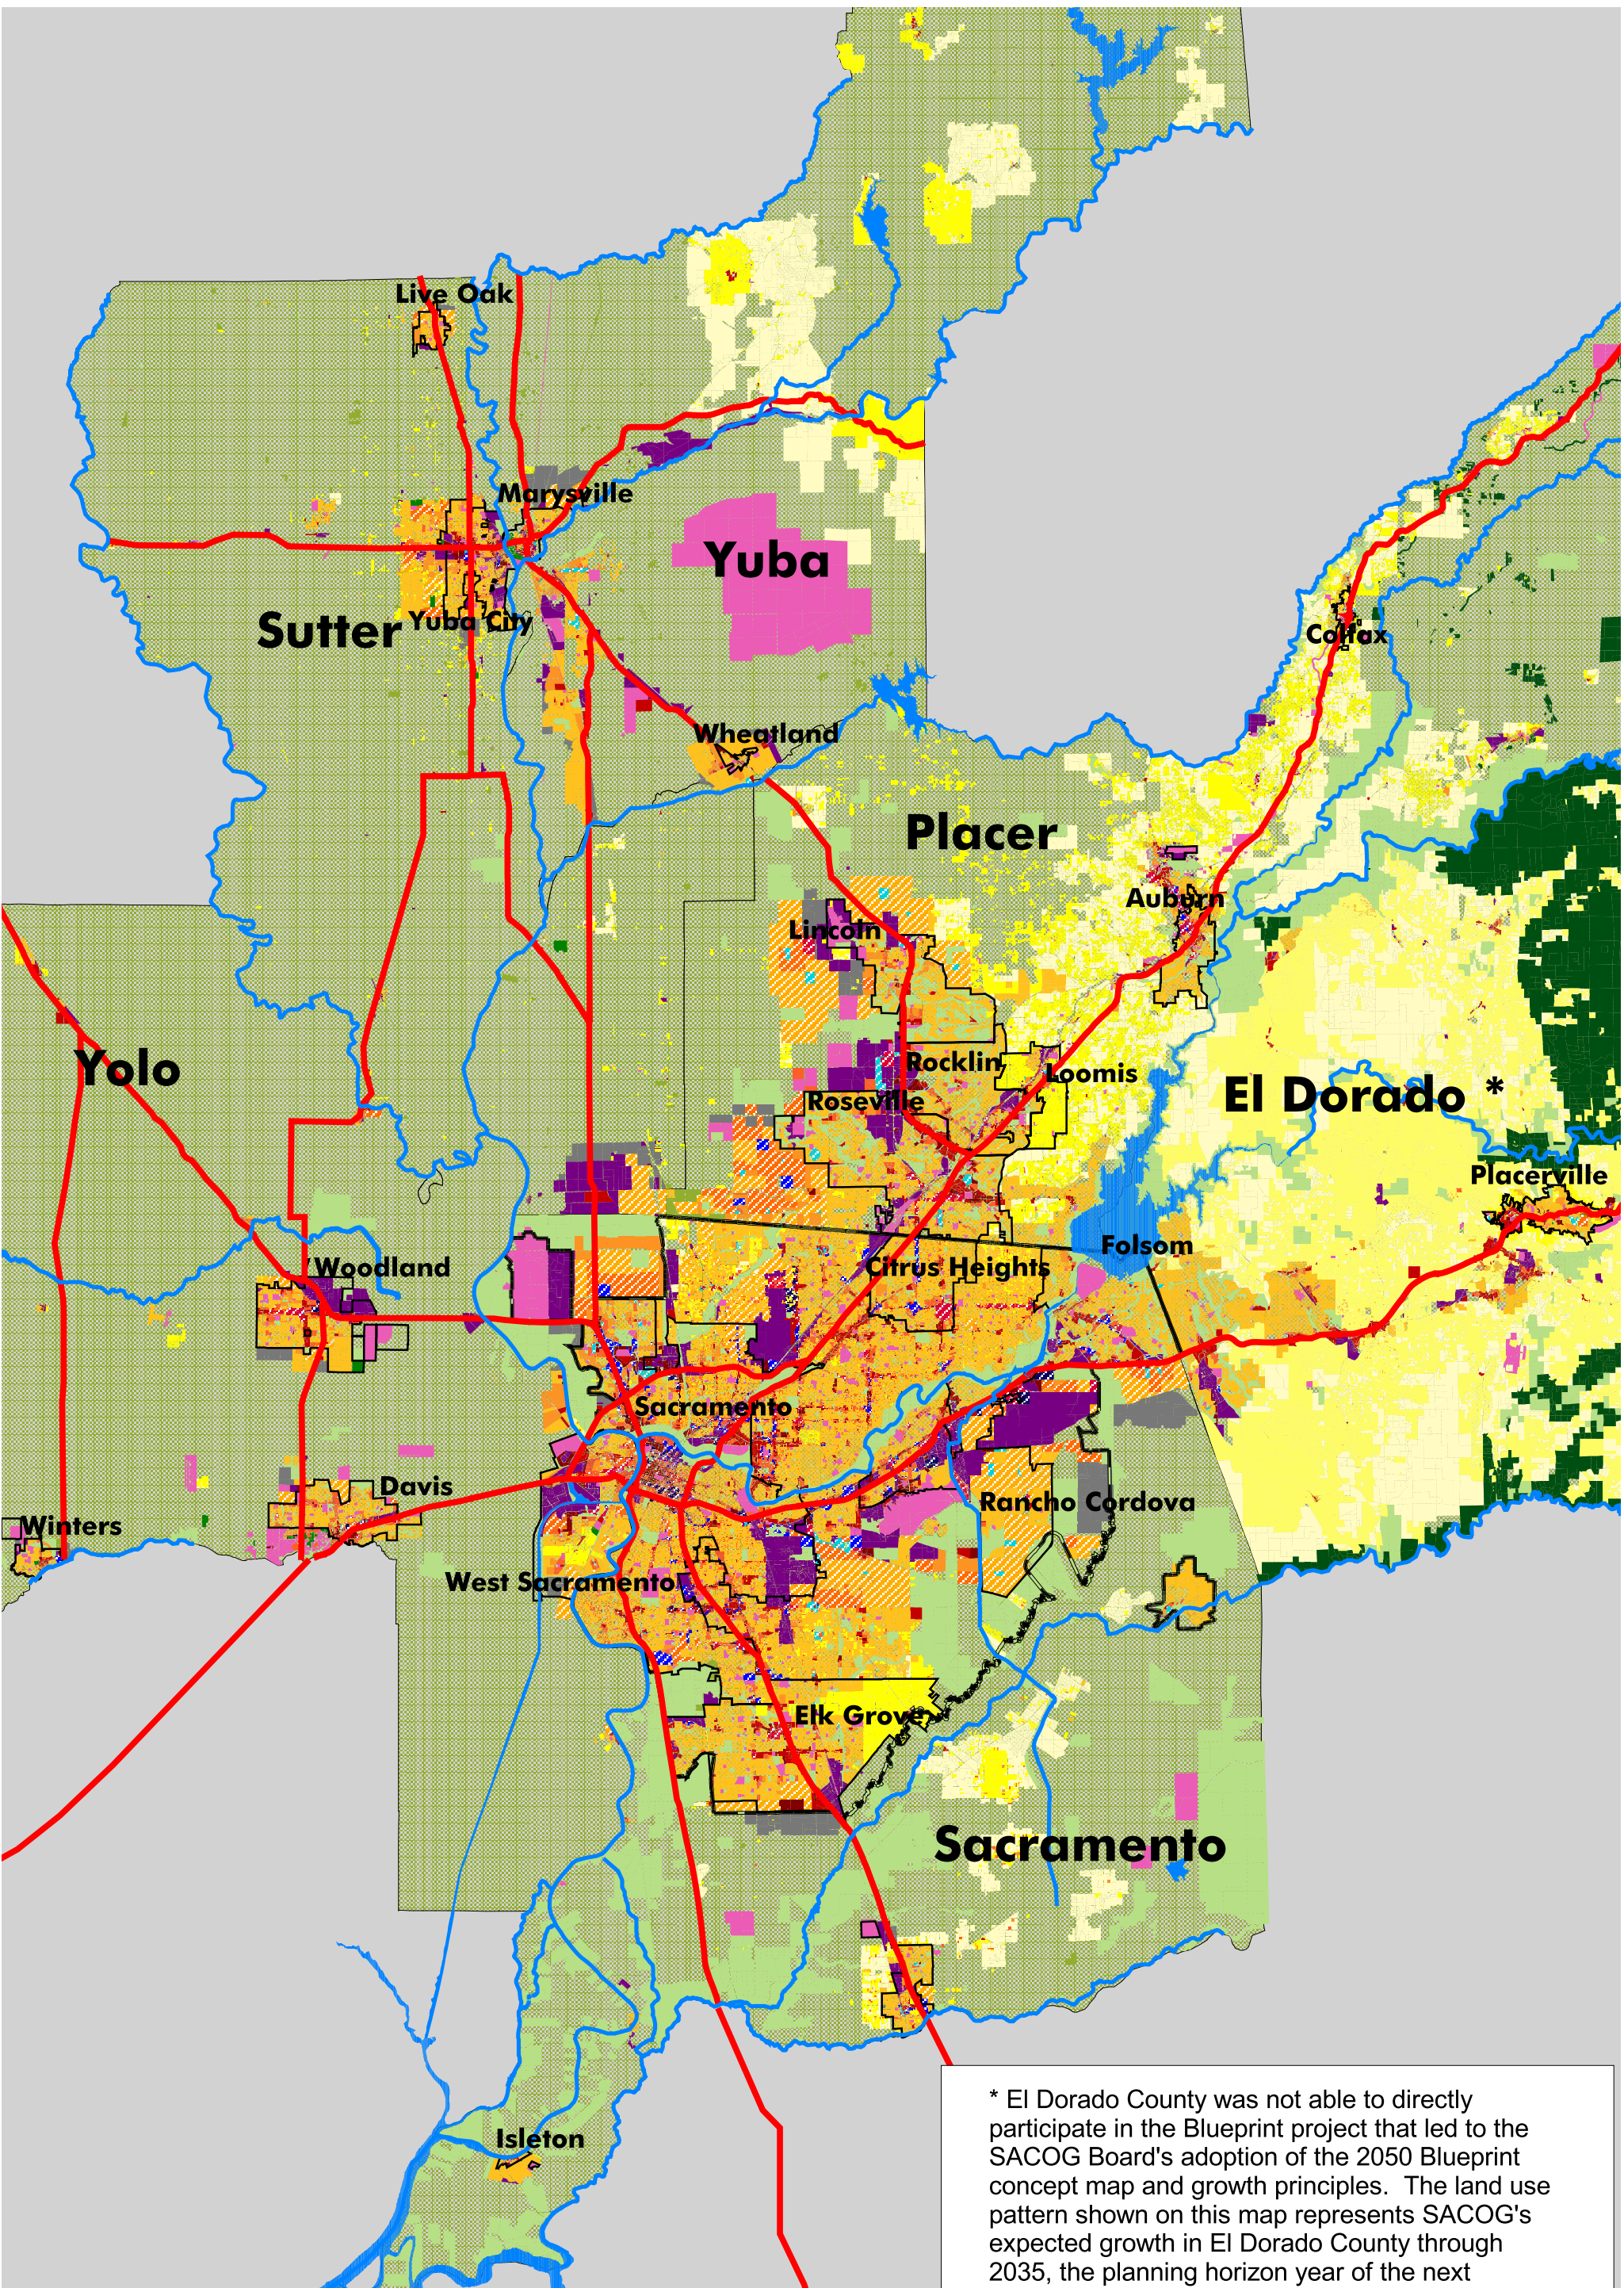 Live Oak
Marysville
Yuba
Sutter
Yuba City
Colfax
Wheatland
Placer
Auburn
Lincoln
Yolo
Rocklin
Loomis
Roseville
El Dorado *
Placerville
Folsom
Woodland
Citrus Heights
Sacramento
Davis
Rancho Cordova
Winters
West Sacramento
Elk Grove
Sacramento
Isleton
* El Dorado County was not able to directly
participate in the Blueprint project that led to the
SACOG Board's adoption of the 2050 Blueprint
concept map and growth principles.  The land use
pattern shown on this map represents SACOG's
expected growth in El Dorado County through
2035, the planning horizon year of the next